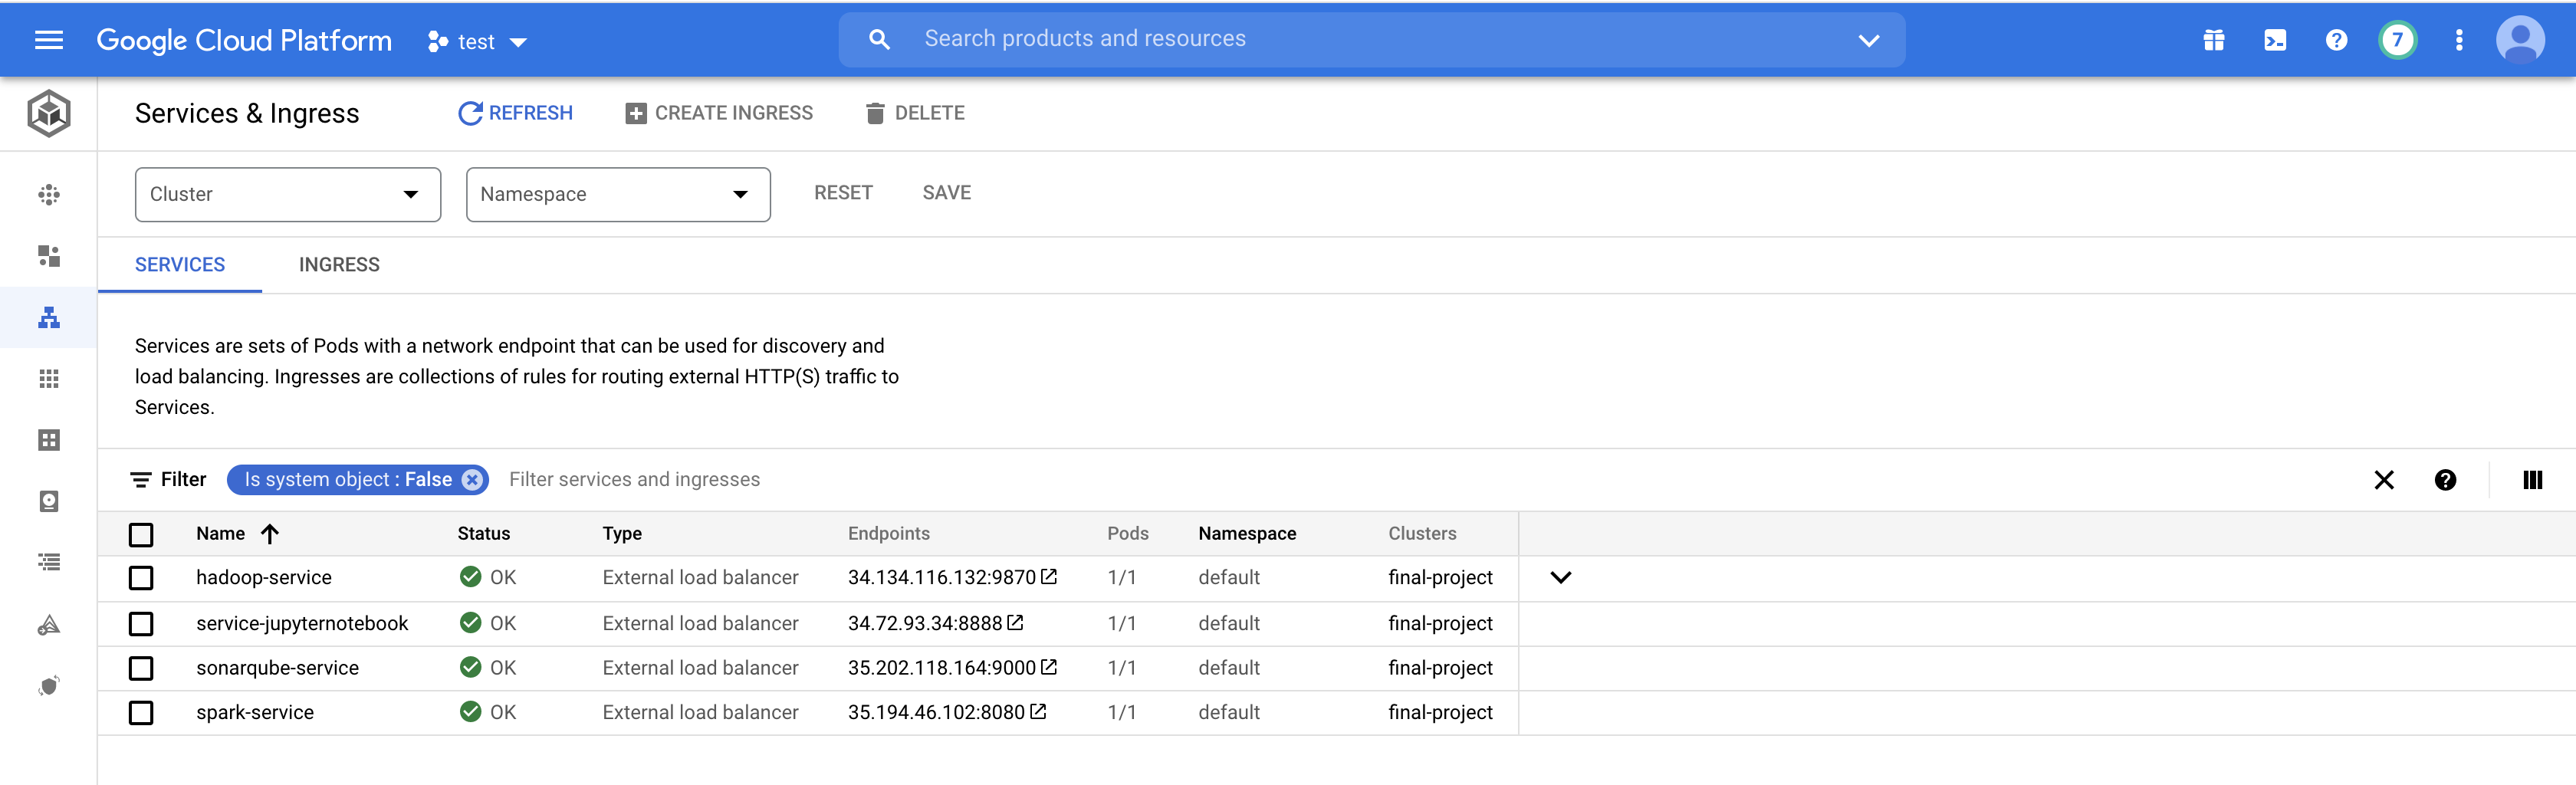 Google Cloud Platform test Search products and resources 7
Services & Ingress REFRESH CREATE INGRESS DELETE
Cluster Namespace RESET SAVE
SERVICES INGRESS
Services are sets of Pods with a network endpoint that can be used for discovery and
load balancing. Ingresses are collections of rules for routing external HTTP(S) traffic to
Services.
Filter Is system object : False Filter services and ingresses
Name Status Type Endpoints Pods Namespace Clusters
hadoop-service OK External load balancer 34.134.116.132:9870 1/1 default final-project
service-jupyternotebook OK External load balancer 34.72.93.34:8888 1/1 default final-project
sonarqube-service OK External load balancer 35.202.118.164:9000 1/1 default final-project
spark-service OK External load balancer 35.194.46.102:8080 1/1 default final-project